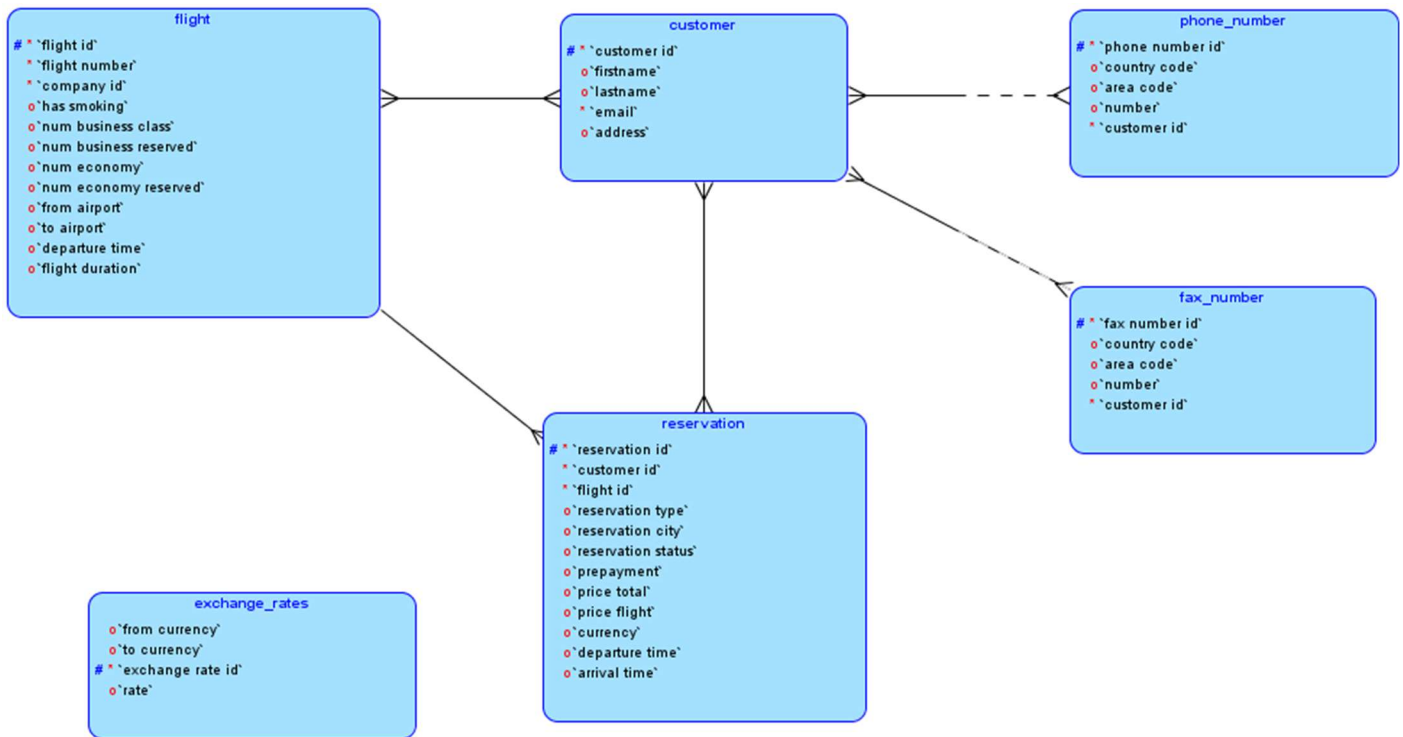 flight
# * `flight id`
* `flight number`
* `company id`
o `has smoking`
o `num business class`
o `num business reserved`
o `num economy`
o `num economy reserved`
o `from airport`
o `to airport`
o `departure time`
o `flight duration`
customer
# * `customer id`
o `firstname`
o `lastname`
* `email`
o `address`
phone_number
# * `phone number id`
o `country code`
o `area code`
o `number`
* `customer id`
fax_number
# * `fax number id`
o `country code`
o `area code`
o `number`
* `customer id`
reservation
# * `reservation id`
* `customer id`
* `flight id`
o `reservation type`
o `reservation city`
o `reservation status`
o `prepayment`
o `price total`
o `price flight`
o `currency`
o `departure time`
o `arrival time`
exchange_rates
o `from currency`
o `to currency`
# * `exchange rate id`
o `rate`